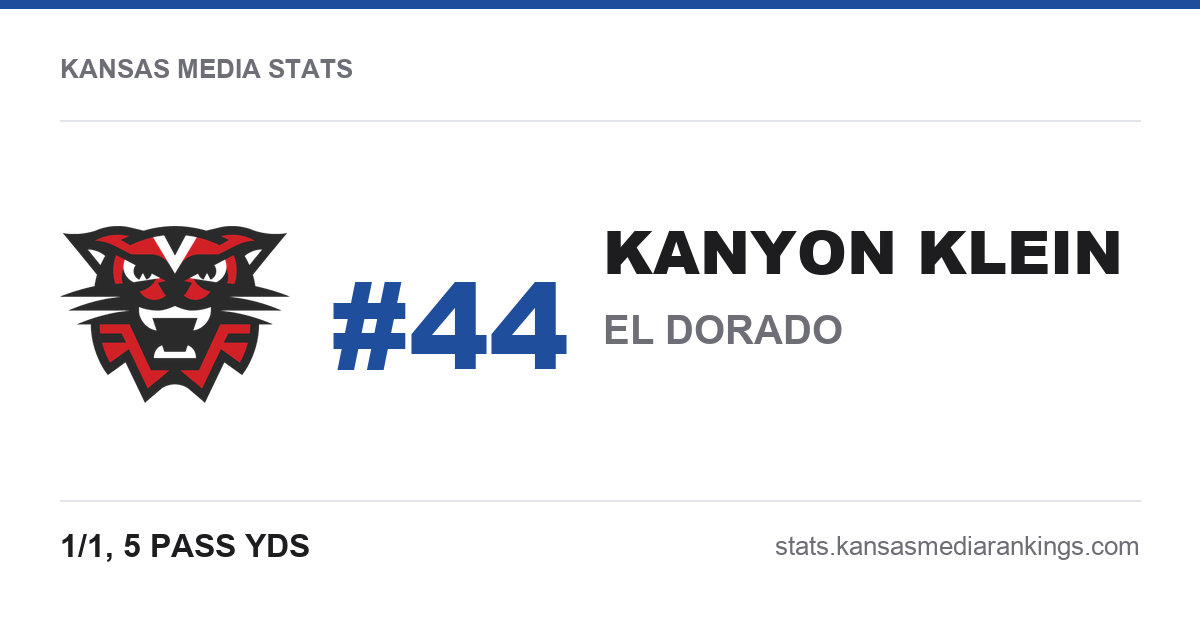 KANSAS MEDIA STATS
#44
KANYON KLEIN
EL DORADO
1/1, 5 PASS YDS
stats.kansasmediarankings.com